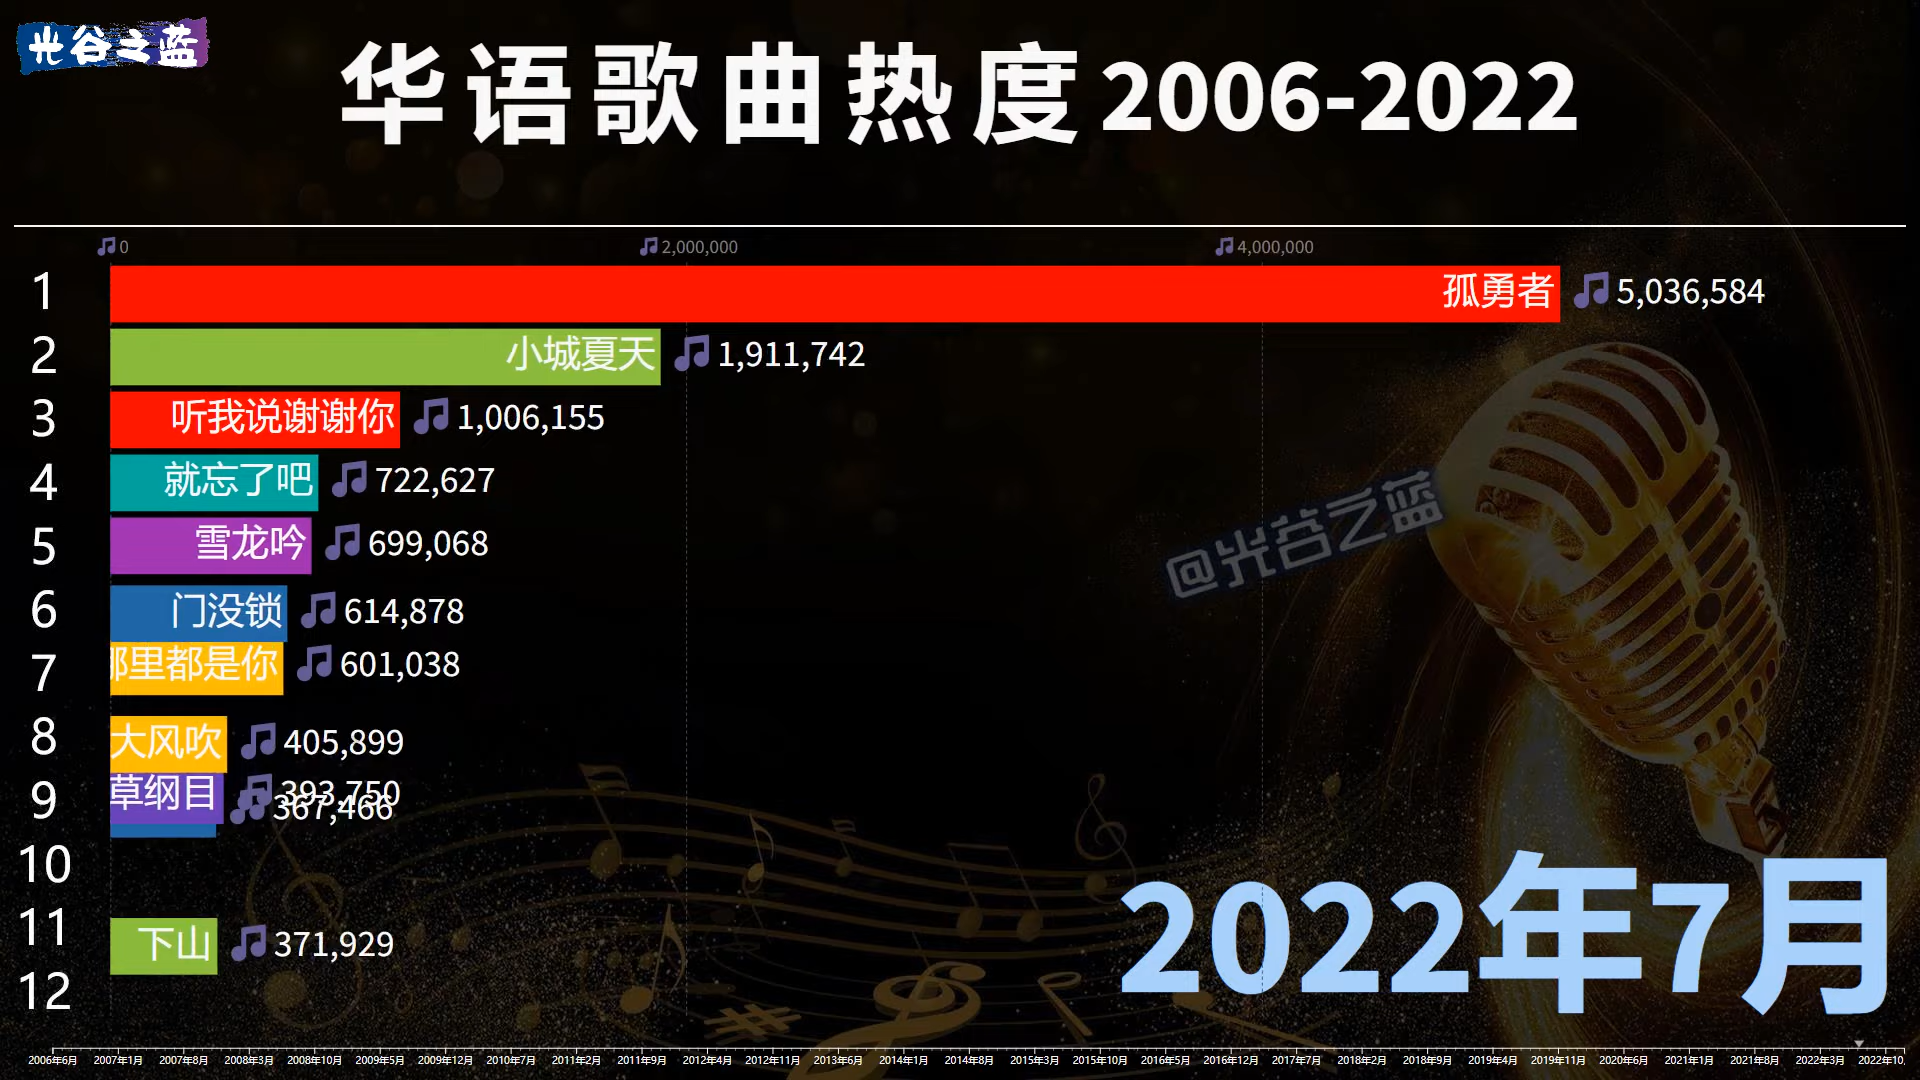 光谷之蓝
华语歌曲热度2006-2022
0 2,000,000 4,000,000
1 孤勇者 5,036,584
2 小城夏天 1,911,742
3 听我说谢谢你 1,006,155
4 就忘了吧 722,627
5 雪龙吟 699,068
6 门没锁 614,878
7 哪里都是你 601,038
8 大风吹 405,899
9 草纲目 393,750
367,466
10
11 下山 371,929
12
@光谷之蓝
2022年7月
2006年6月 2007年1月 2007年8月 2008年3月 2008年10月 2009年5月 2009年12月 2010年7月 2011年2月 2011年9月 2012年4月 2012年11月 2013年6月 2014年1月 2014年8月 2015年3月 2015年10月 2016年5月 2016年12月 2017年7月 2018年2月 2018年9月 2019年4月 2019年11月 2020年6月 2021年1月 2021年8月 2022年3月 2022年10